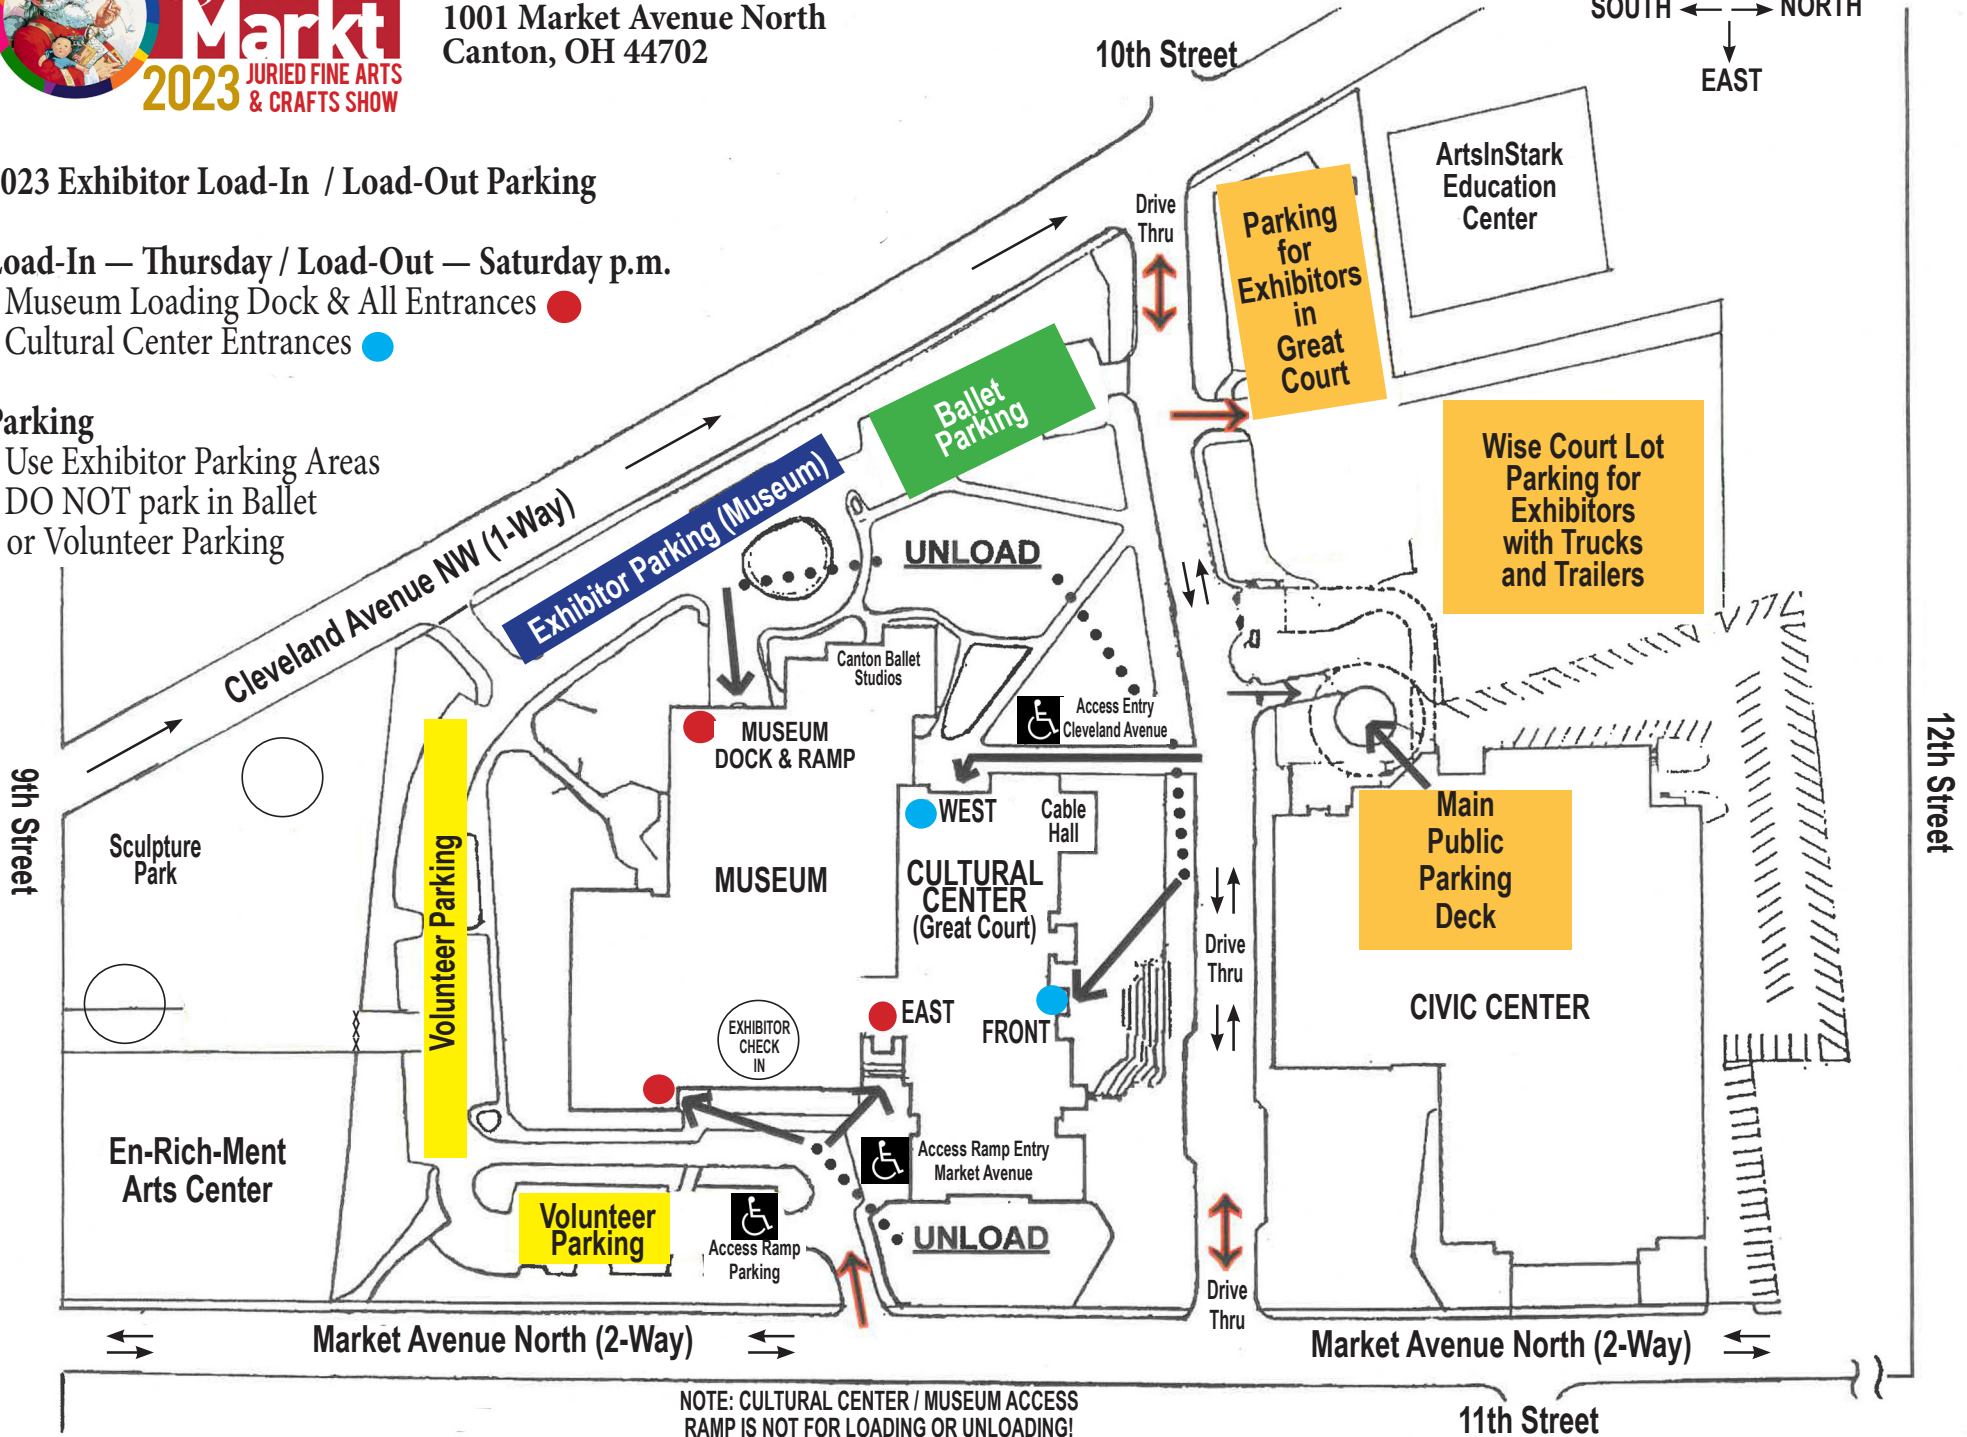 Markt
2023 JURIED FINE ARTS
& CRAFTS SHOW
1001 Market Avenue North
Canton, OH 44702
SOUTH NORTH
EAST
10th Street
023 Exhibitor Load-In / Load-Out Parking
Load-In — Thursday / Load-Out — Saturday p.m.
Museum Loading Dock & All Entrances
Cultural Center Entrances
Parking
Use Exhibitor Parking Areas
DO NOT park in Ballet
or Volunteer Parking
Drive
Thru
Parking
for
Exhibitors
in
Great
Court
ArtsInStark
Education
Center
Ballet
Parking
Wise Court Lot
Parking for
Exhibitors
with Trucks
and Trailers
Exhibitor Parking (Museum)
Cleveland Avenue NW (1-Way)
UNLOAD
Canton Ballet
Studios
Access Entry
Cleveland Avenue
MUSEUM
DOCK & RAMP
9th Street
12th Street
Sculpture
Park
Volunteer Parking
MUSEUM
WEST
Cable
Hall
CULTURAL
CENTER
(Great Court)
Main
Public
Parking
Deck
Drive
Thru
CIVIC CENTER
EAST
FRONT
EXHIBITOR
CHECK
IN
En-Rich-Ment
Arts Center
Access Ramp Entry
Market Avenue
Volunteer
Parking
Access Ramp
Parking
UNLOAD
Drive
Thru
Market Avenue North (2-Way)
Market Avenue North (2-Way)
NOTE: CULTURAL CENTER / MUSEUM ACCESS
RAMP IS NOT FOR LOADING OR UNLOADING!
11th Street